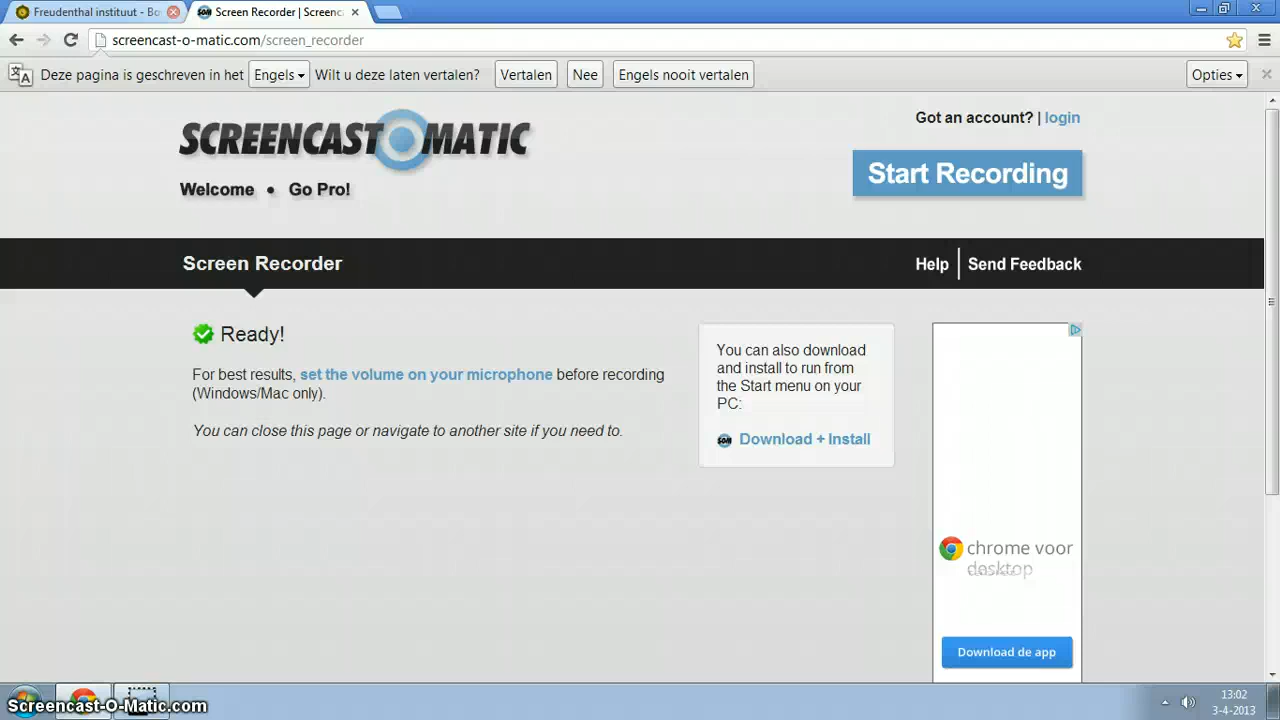 Freudenthal instituut - Bo
Screen Recorder | Screenc
screencast-o-matic.com/screen_recorder
Deze pagina is geschreven in het Engels Wilt u deze laten vertalen? Vertalen Nee Engels nooit vertalen Opties
SCREENCAST MATIC
Got an account? | login
Start Recording
Welcome • Go Pro!
Screen Recorder
Help | Send Feedback
Ready!
For best results, set the volume on your microphone before recording
(Windows/Mac only).
You can close this page or navigate to another site if you need to.
You can also download
and install to run from
the Start menu on your
PC:
SOM Download + Install
chrome voor
desktop
Download de app
Screencast-O-Matic.com
13:02
3-4-2013